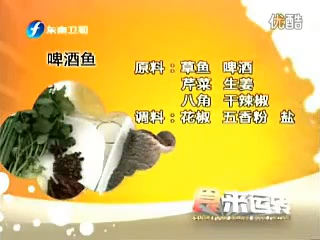 东南卫视
优酷
啤酒鱼
原料：草鱼 啤酒
芹菜 生姜
八角 干辣椒
调料：花椒 五香粉 盐
食来运转